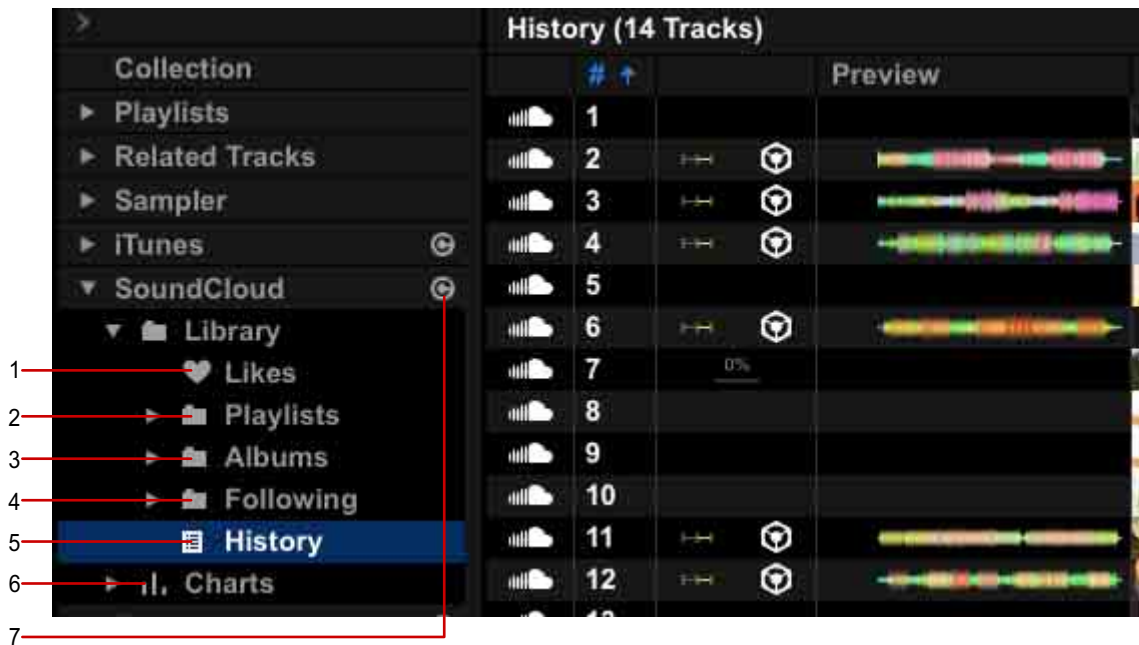 History (14 Tracks)
Collection
# Preview
Playlists
1
Related Tracks
2
Sampler
3
iTunes
4
SoundCloud
5
Library
6
1 Likes
7 0%
2 Playlists
8
3 Albums
9
4 Following
10
5 History
11
6 Charts
12
13
7